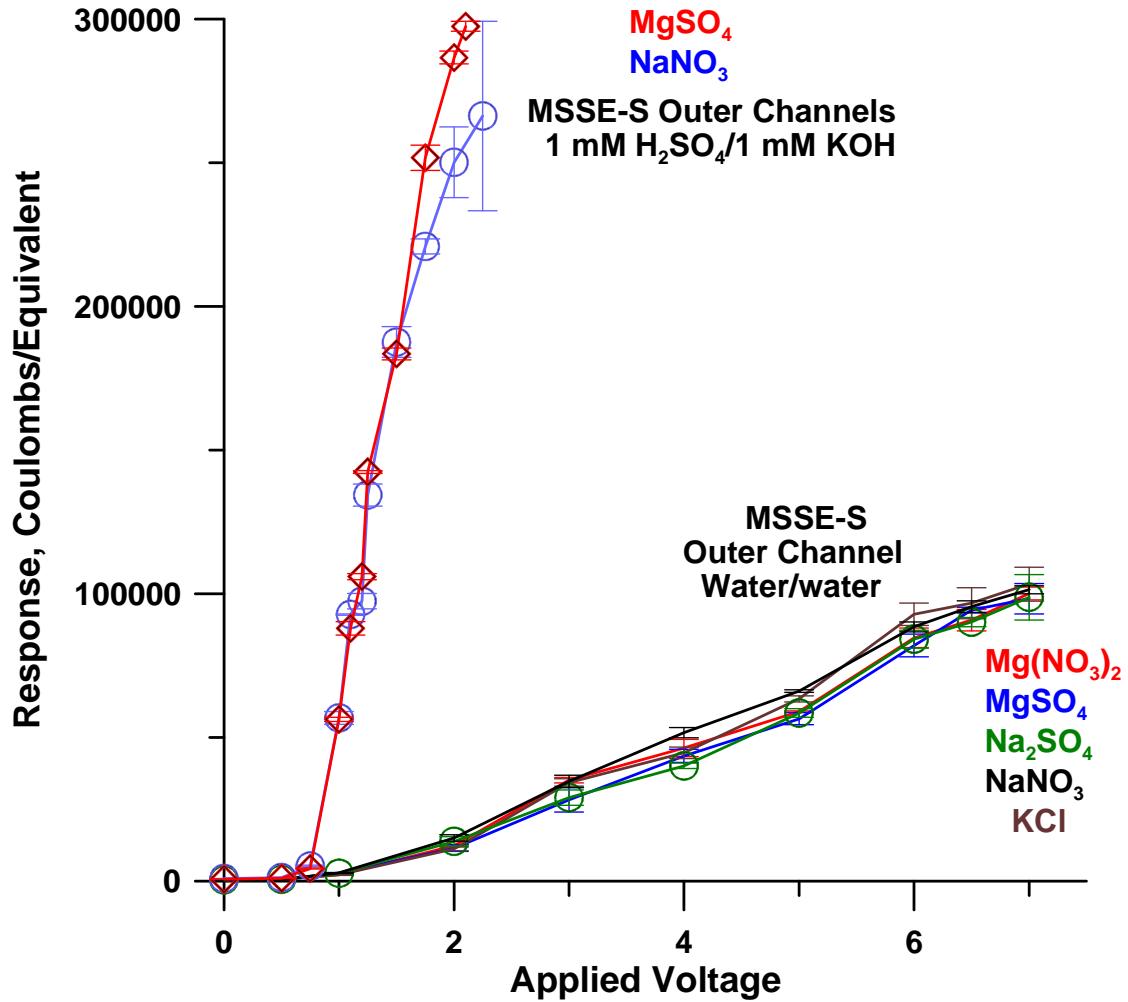 300000
MgSO₄
NaNO₃
MSSE-S Outer Channels
1 mM H₂SO₄/1 mM KOH
Response, Coulombs/Equivalent
200000
MSSE-S
Outer Channel
Water/water
100000
Mg(NO₃)₂
MgSO₄
Na₂SO₄
NaNO₃
KCl
0
0 2 4 6
Applied Voltage